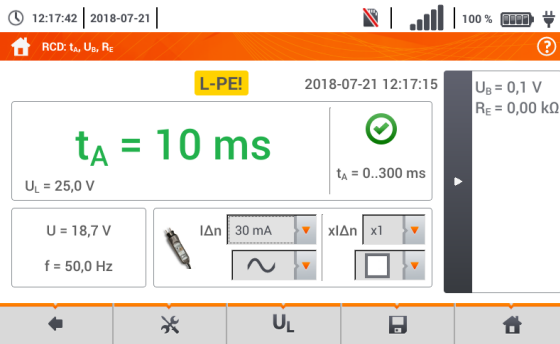 12:17:42 2018-07-21 100 %
RCD: tA, UB, RE ?
L-PE! 2018-07-21 12:17:15
tA = 10 ms
tA = 0..300 ms
UL = 25,0 V
UB = 0,1 V
RE = 0,00 kΩ
U = 18,7 V
f = 50,0 Hz
IΔn 30 mA xIΔn x1
UL